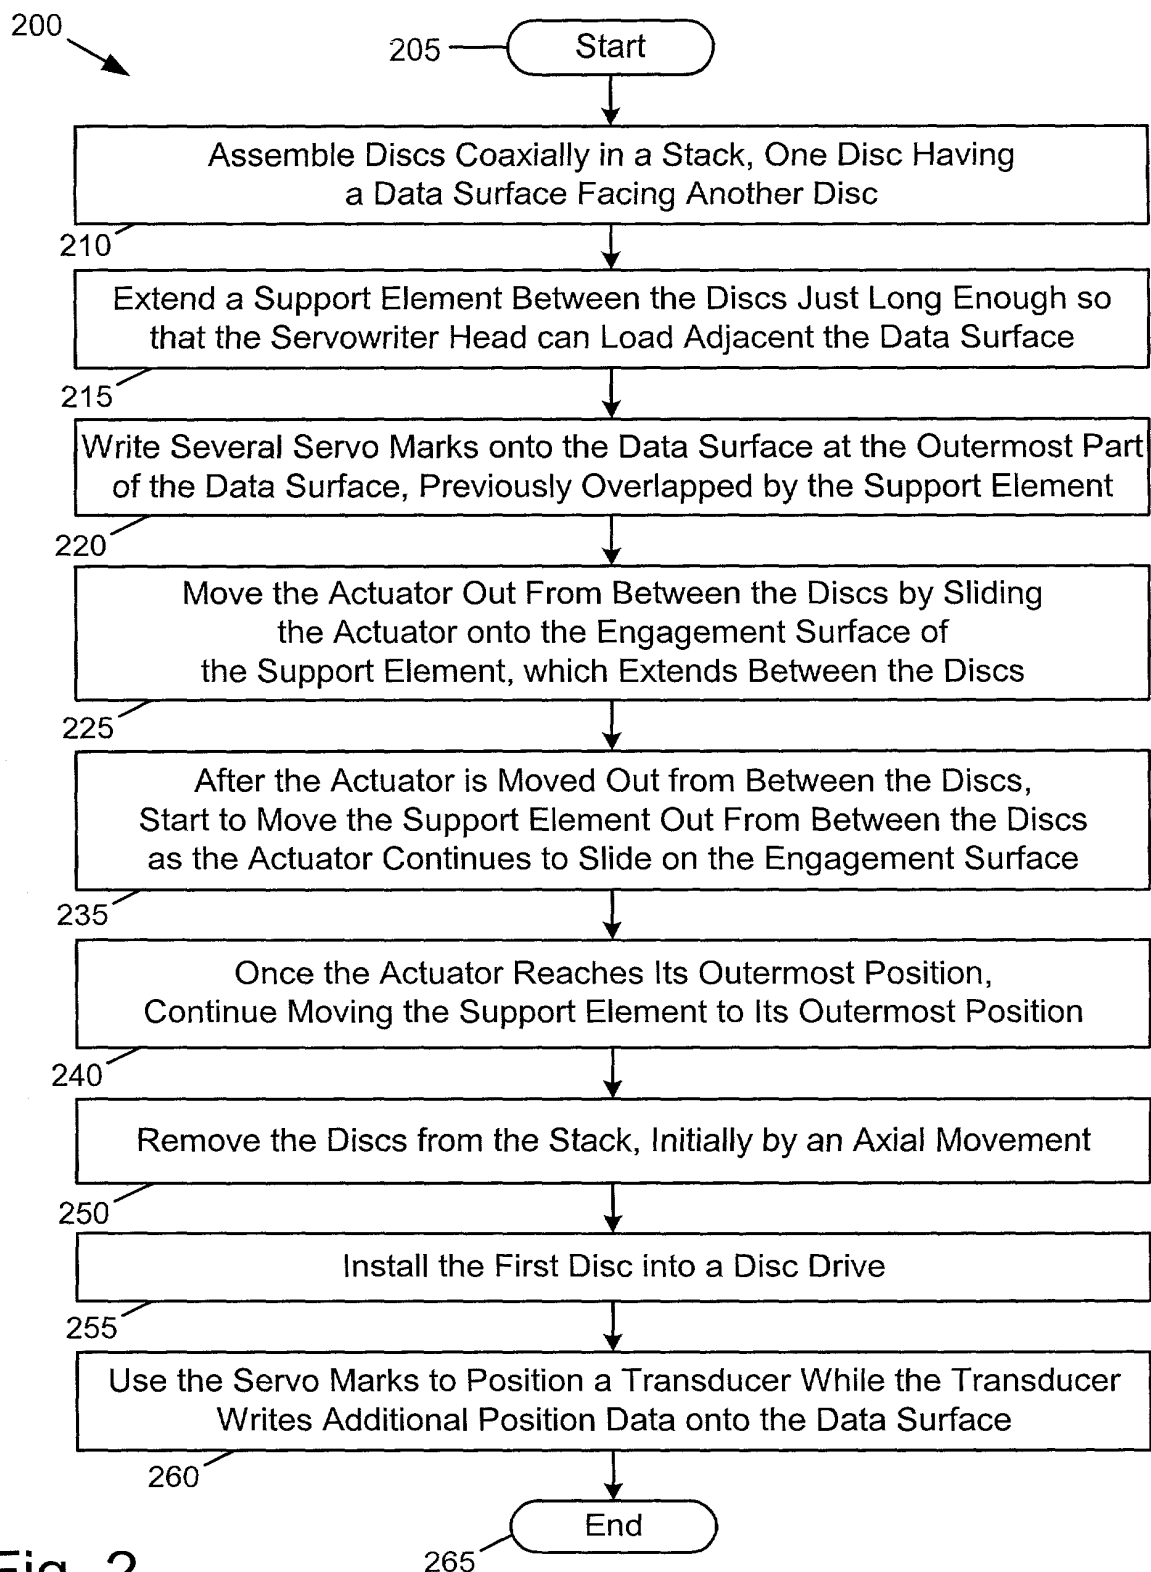 200
205
Start
Assemble Discs Coaxially in a Stack, One Disc Having
a Data Surface Facing Another Disc
210
Extend a Support Element Between the Discs Just Long Enough so
that the Servowriter Head can Load Adjacent the Data Surface
215
Write Several Servo Marks onto the Data Surface at the Outermost Part
of the Data Surface, Previously Overlapped by the Support Element
220
Move the Actuator Out From Between the Discs by Sliding
the Actuator onto the Engagement Surface of
the Support Element, which Extends Between the Discs
225
After the Actuator is Moved Out from Between the Discs,
Start to Move the Support Element Out From Between the Discs
as the Actuator Continues to Slide on the Engagement Surface
235
Once the Actuator Reaches Its Outermost Position,
Continue Moving the Support Element to Its Outermost Position
240
Remove the Discs from the Stack, Initially by an Axial Movement
250
Install the First Disc into a Disc Drive
255
Use the Servo Marks to Position a Transducer While the Transducer
Writes Additional Position Data onto the Data Surface
260
End
265
Fig. 2